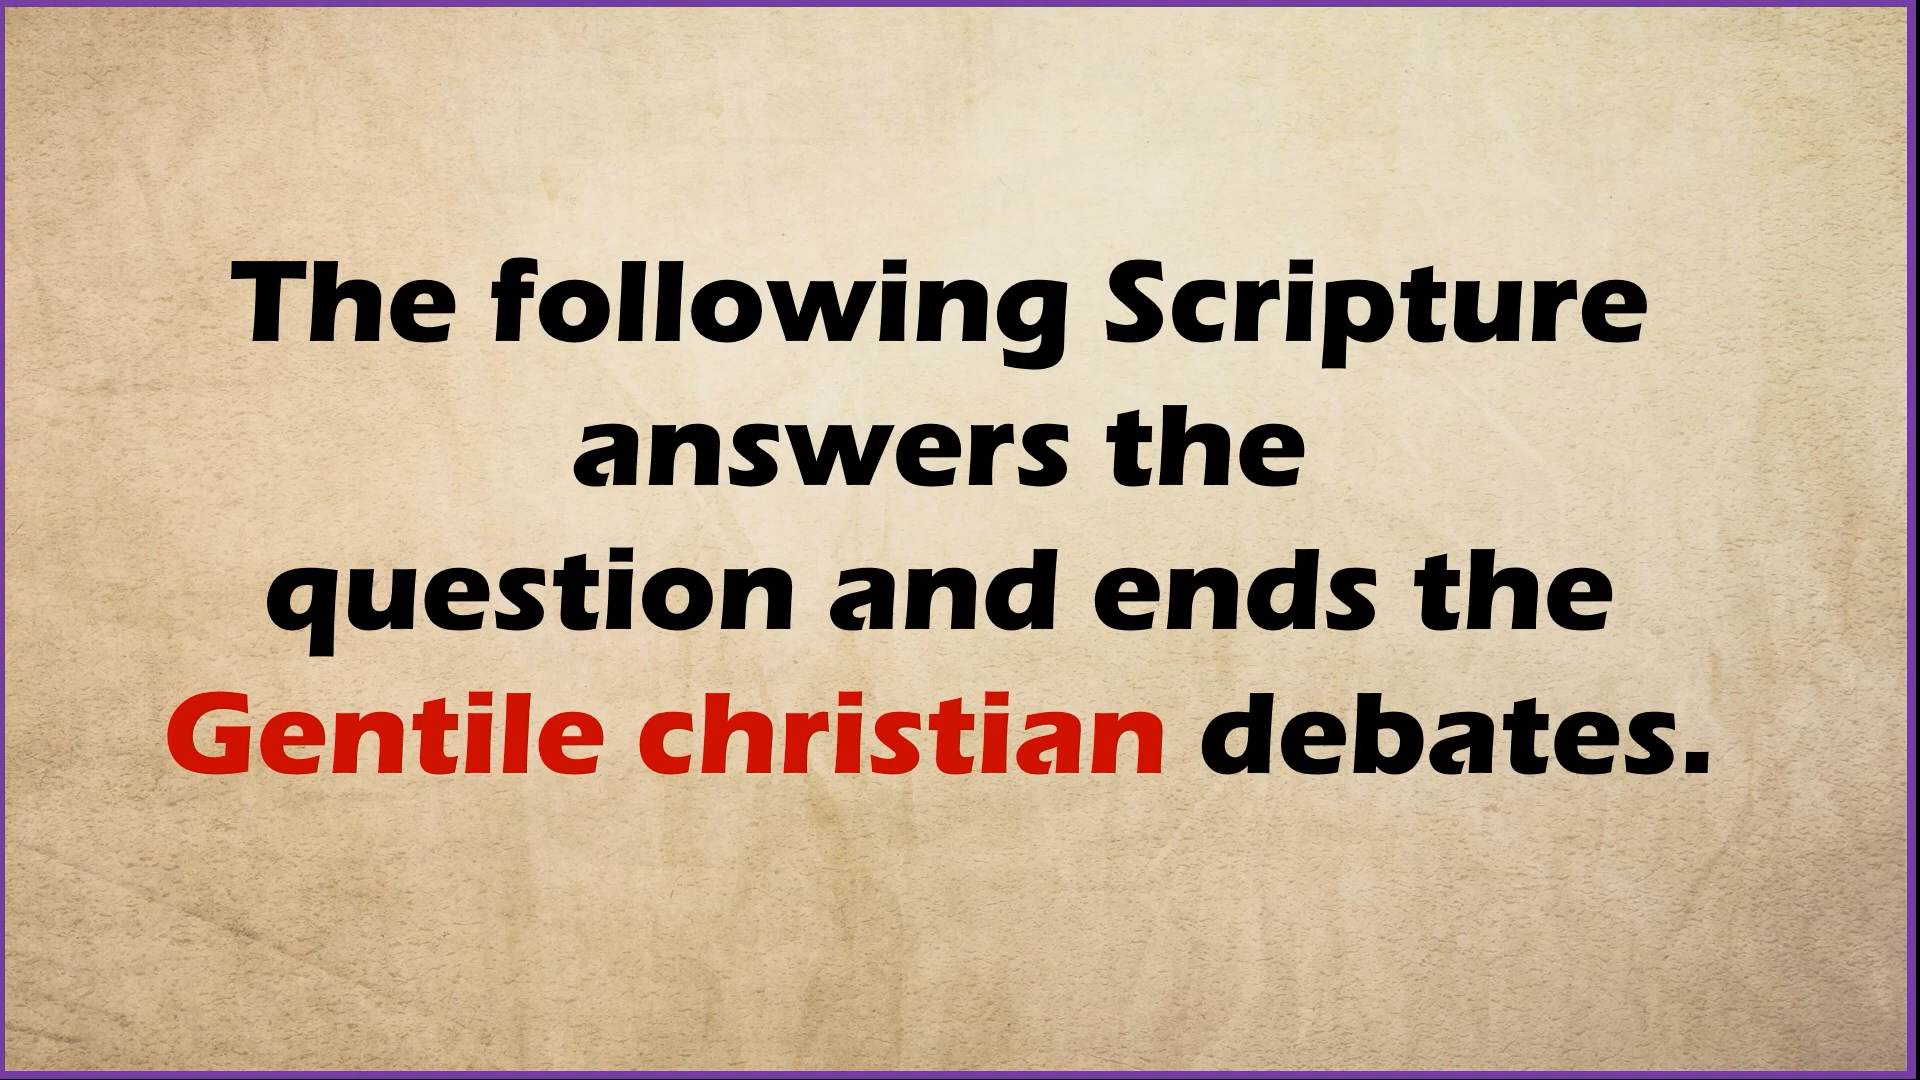 The following Scripture
answers the
question and ends the
Gentile christian debates.